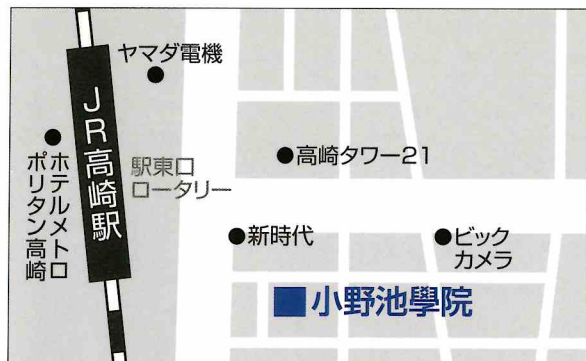 ヤマダ電機
JR高崎駅
ホテルメトロ
ポリタン高崎
駅東口
ロータリー
高崎タワー21
新時代
ビック
カメラ
小野池學院